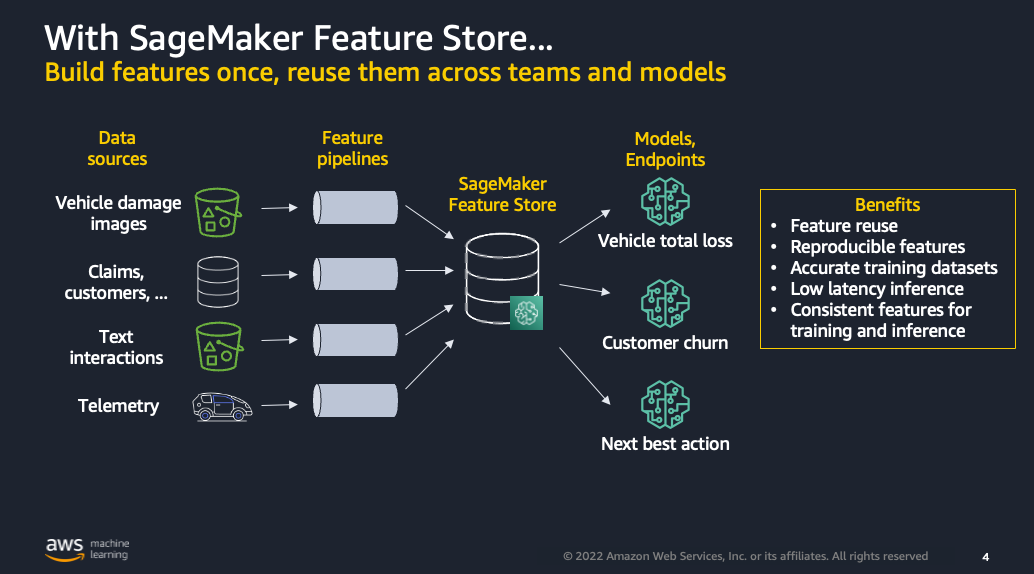 With SageMaker Feature Store...
Build features once, reuse them across teams and models
Data
sources
Feature
pipelines
SageMaker
Feature Store
Models,
Endpoints
Vehicle damage
images
Claims,
customers, ...
Text
interactions
Telemetry
Vehicle total loss
Customer churn
Next best action
Benefits
• Feature reuse
• Reproducible features
• Accurate training datasets
• Low latency inference
• Consistent features for
training and inference
aws machine
learning
© 2022 Amazon Web Services, Inc. or its affiliates. All rights reserved
4